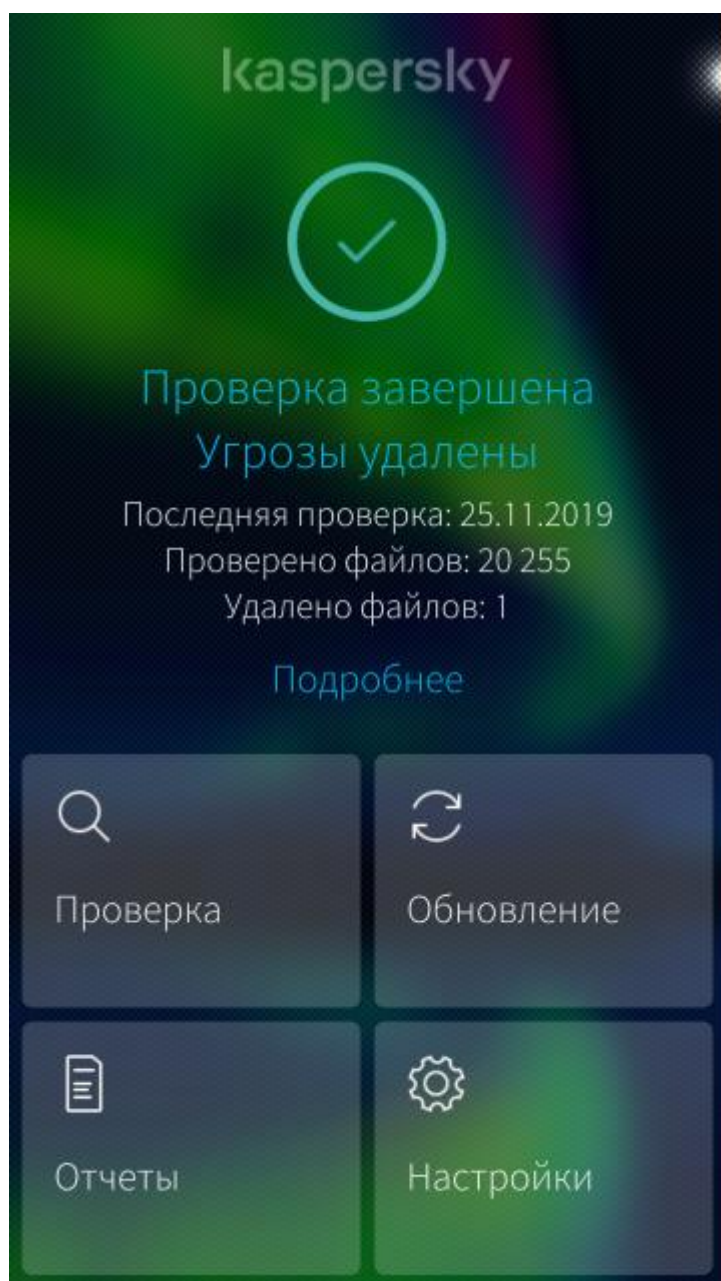 kaspersky
Проверка завершена
Угрозы удалены
Последняя проверка: 25.11.2019
Проверено файлов: 20 255
Удалено файлов: 1
Подробнее
Проверка
Обновление
Отчеты
Настройки